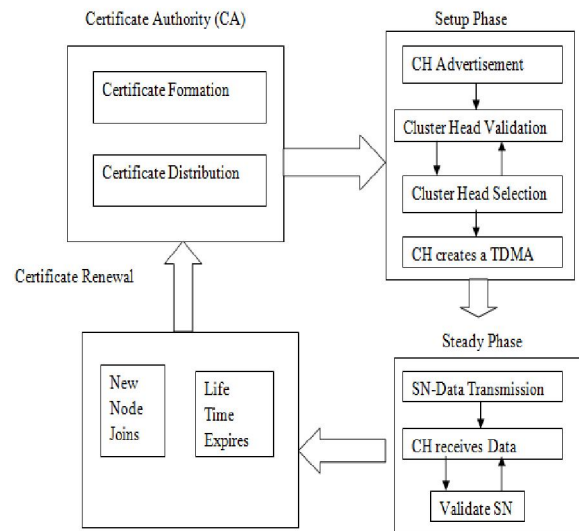 Certificate Authority (CA)
Certificate Formation
Certificate Distribution
Setup Phase
CH Advertisement
Cluster Head Validation
Cluster Head Selection
CH creates a TDMA
Steady Phase
SN-Data Transmission
CH receives Data
Validate SN
Certificate Renewal
New
Node
Joins
Life
Time
Expires